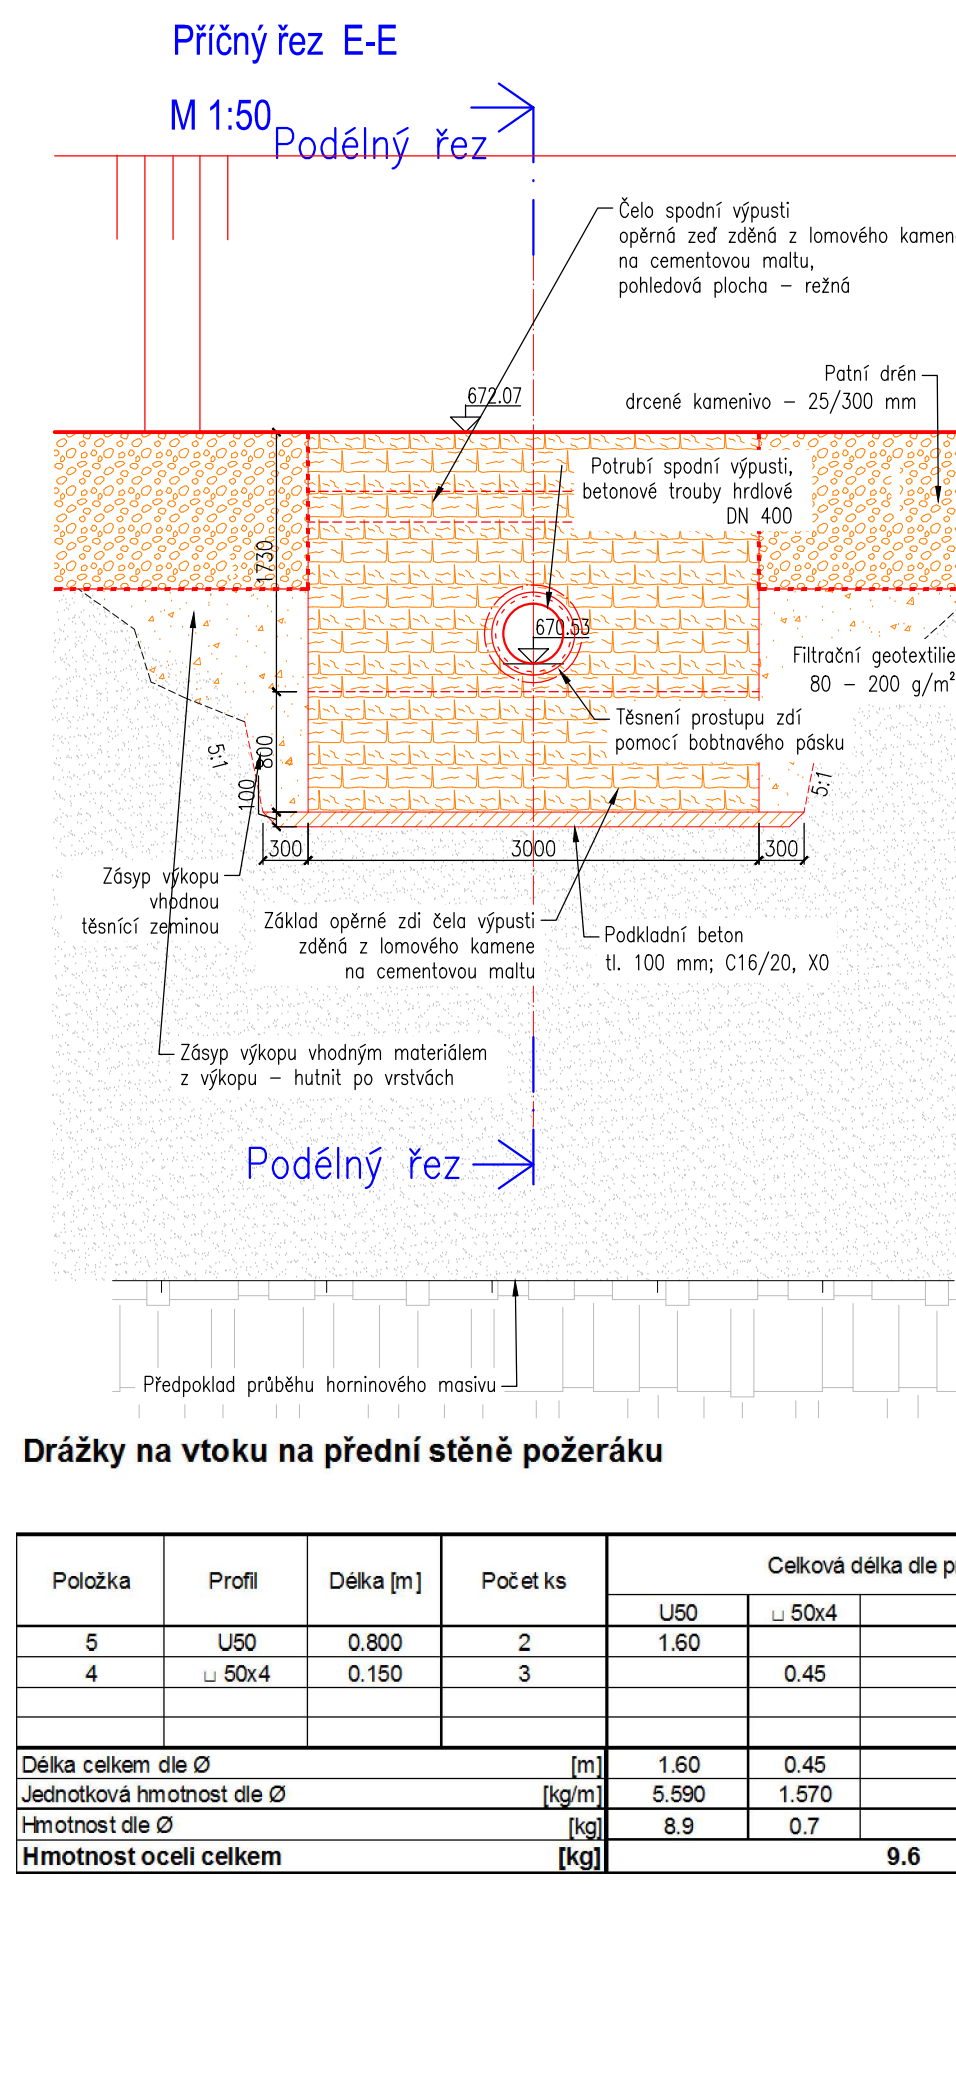 Příčný řez E-E
M 1:50
Podélný řez
Čelo spodní výpusti
opěrná zeď zděná z lomového kamene
na cementovou maltu,
pohledová plocha – režná
Patní drén
drcené kamenivo – 25/300 mm
672.07
Potrubí spodní výpusti,
betonové trouby hrdlové
DN 400
1730
670.53
Filtrační geotextilie
80 – 200 g/m²
Těsnení prostupu zdí
pomocí bobtnavého pásku
5:1
800
100
5:1
300
3000
300
Zásyp výkopu
vhodnou
těsnící zeminou
Základ opěrné zdi čela výpusti
zděná z lomového kamene
na cementovou maltu
Podkladní beton
tl. 100 mm; C16/20, X0
Zásyp výkopu vhodným materiálem
z výkopu – hutnit po vrstvách
Podélný řez
Předpoklad průběhu horninového masivu
Drážky na vtoku na přední stěně požeráku
Položka Profil Délka [m] Počet ks Celková délka dle
U50 □ 50x4
5 U50 0.800 2 1.60
4 □ 50x4 0.150 3 0.45
Délka celkem dle Ø [m] 1.60 0.45
Jednotková hmotnost dle Ø [kg/m] 5.590 1.570
Hmotnost dle Ø [kg] 8.9 0.7
Hmotnost oceli celkem [kg] 9.6